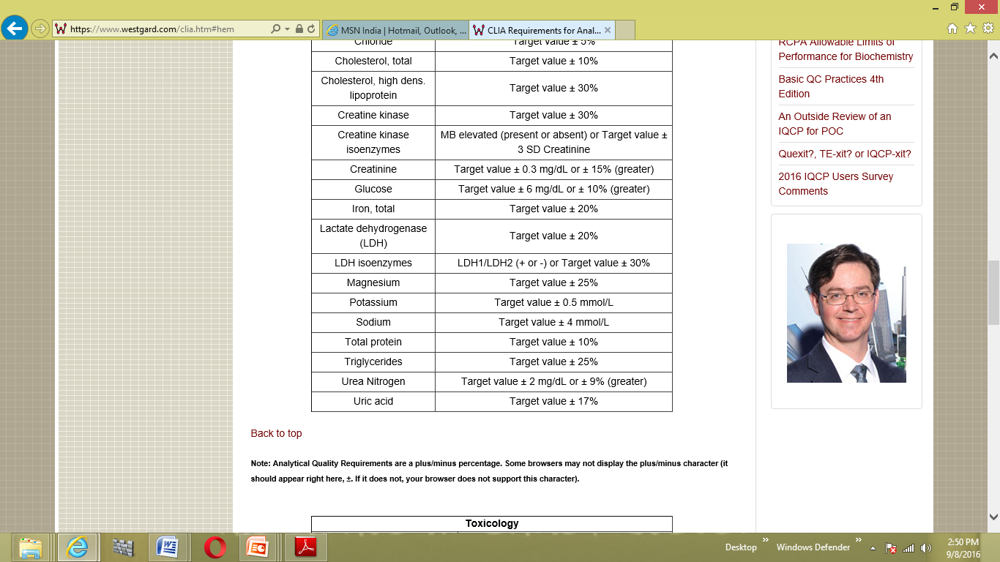 https://www.westgard.com/clia.htm#hem
MSN India | Hotmail, Outlook, ...
CLIA Requirements for Anal...
Chloride Target value ± 5%
Cholesterol, total Target value ± 10%
Cholesterol, high dens.
lipoprotein
Target value ± 30%
Creatine kinase Target value ± 30%
Creatine kinase
isoenzymes
MB elevated (present or absent) or Target value ±
3 SD Creatinine
Creatinine Target value ± 0.3 mg/dL or ± 15% (greater)
Glucose Target value ± 6 mg/dL or ± 10% (greater)
Iron, total Target value ± 20%
Lactate dehydrogenase
(LDH)
Target value ± 20%
LDH isoenzymes LDH1/LDH2 (+ or -) or Target value ± 30%
Magnesium Target value ± 25%
Potassium Target value ± 0.5 mmol/L
Sodium Target value ± 4 mmol/L
Total protein Target value ± 10%
Triglycerides Target value ± 25%
Urea Nitrogen Target value ± 2 mg/dL or ± 9% (greater)
Uric acid Target value ± 17%
Back to top
Note: Analytical Quality Requirements are a plus/minus percentage. Some browsers may not display the plus/minus character (it
should appear right here, ±. If it does not, your browser does not support this character).
Toxicology
RCPA Allowable Limits of
Performance for Biochemistry
Basic QC Practices 4th
Edition
An Outside Review of an
IQCP for POC
Quexit?, TE-xit? or IQCP-xit?
2016 IQCP Users Survey
Comments
Desktop
Windows Defender
2:50 PM
9/8/2016